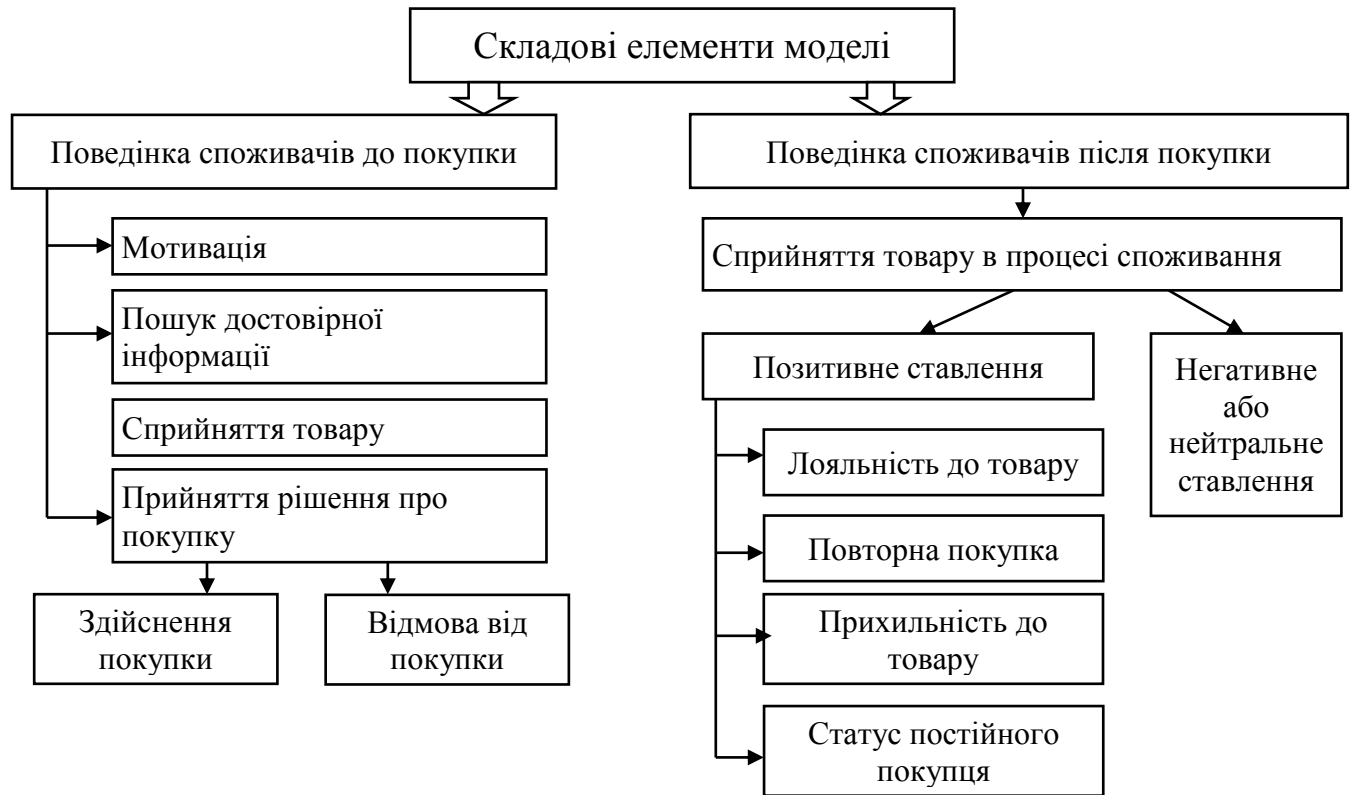 Складові елементи моделі
Поведінка споживачів до покупки
Мотивація
Пошук достовірної
інформації
Сприйняття товару
Прийняття рішення про
покупку
Здійснення
покупки
Відмова від
покупки
Поведінка споживачів після покупки
Сприйняття товару в процесі споживання
Позитивне ставлення
Лояльність до товару
Повторна покупка
Прихильність до
товару
Статус постійного
покупця
Негативне
або
нейтральне
ставлення